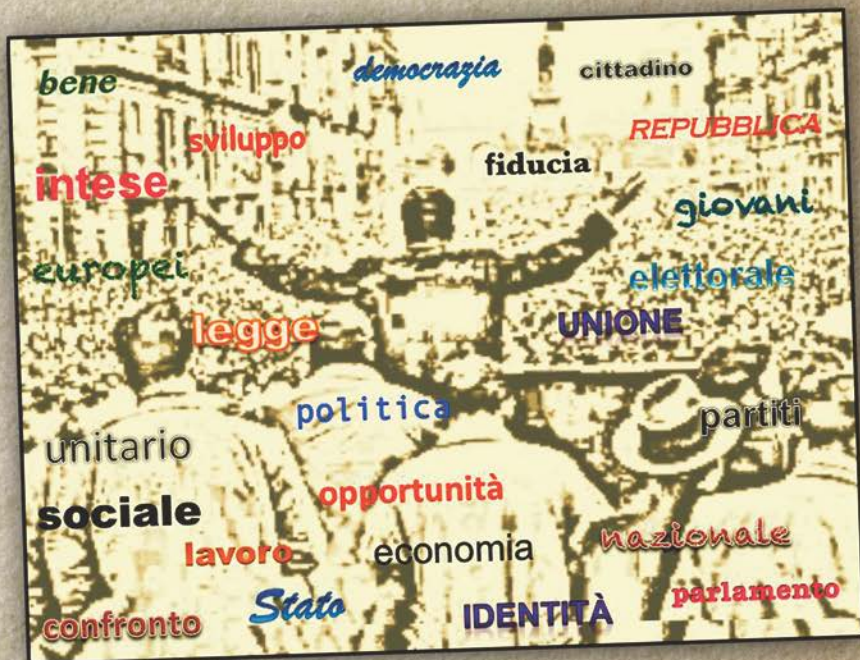 bene
democrazia
cittadino
sviluppo
REPUBBLICA
intese
fiducia
giovani
europei
elettorale
legge
UNIONE
politica
partiti
unitario
opportunità
sociale
lavoro
economia
nazionale
confronto
Stato
IDENTITÀ
parlamento